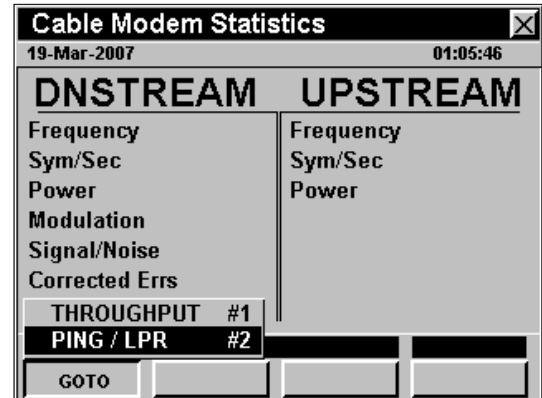 Cable Modem Statistics
19-Mar-2007 01:05:46
DNSTREAM
Frequency
Sym/Sec
Power
Modulation
Signal/Noise
Corrected Errs
UPSTREAM
Frequency
Sym/Sec
Power
THROUGHPUT #1
PING / LPR #2
GOTO